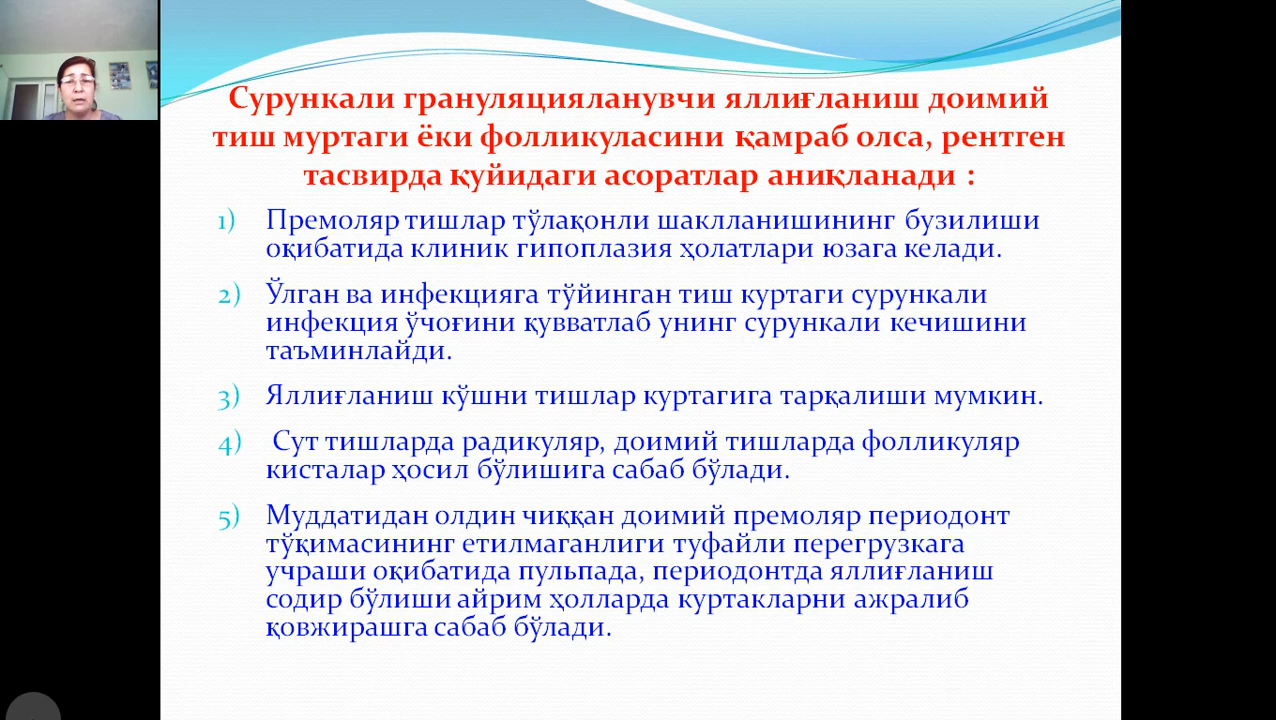 Сурункали грануляцияланувчи яллиғланиш доимий
тиш муртаги ёки фолликуласини қамраб олса, рентген
тасвирда қуйидаги асоратлар аниқланади :
1) Премоляр тишлар тўлақонли шаклланишининг бузилиши
оқибатида клиник гипоплазия ҳолатлари юзага келади.
2) Ўлган ва инфекцияга тўйинган тиш куртаги сурункали
инфекция ўчоғини қувватлаб унинг сурункали кечишини
таъминлайди.
3) Яллиғланиш кўшни тишлар куртагига тарқалиши мумкин.
4) Сут тишларда радикуляр, доимий тишларда фолликуляр
кисталар ҳосил бўлишига сабаб бўлади.
5) Муддатидан олдин чиққан доимий премоляр периодонт
тўқимасининг етилмаганлиги туфайли перегрузкага
учраши оқибатида пульпада, периодонтда яллиғланиш
содир бўлиши айрим ҳолларда куртакларни ажралиб
қовжирашга сабаб бўлади.